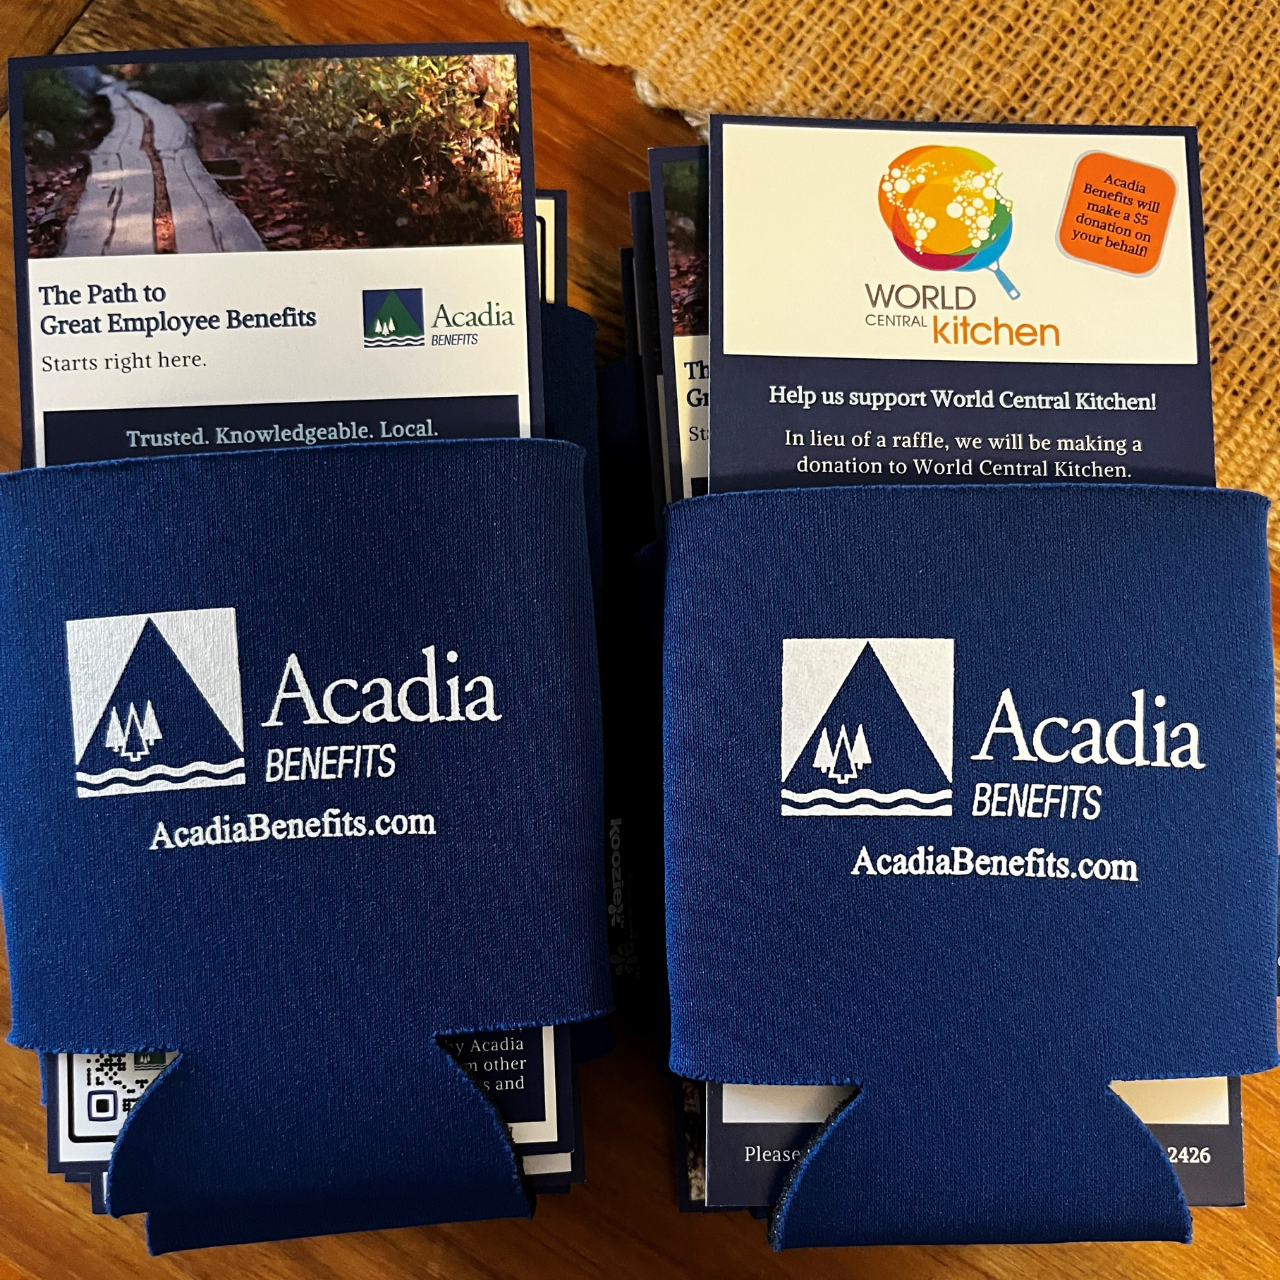 The Path to
Great Employee Benefits
Starts right here.
Acadia
BENEFITS
Trusted. Knowledgeable. Local.
Acadia
BENEFITS
AcadiaBenefits.com
by Acadia
other
and
koozie
WORLD
CENTRAL kitchen
Acadia
Benefits will
make a $5
donation on
your behalf!
Help us support World Central Kitchen!
In lieu of a raffle, we will be making a
donation to World Central Kitchen.
Acadia
BENEFITS
AcadiaBenefits.com
Please
2426